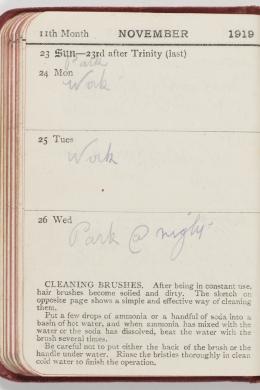 11th Month NOVEMBER 1919
23 Sun—23rd after Trinity (last)
Park
24 Mon
Work
25 Tues
Work
26 Wed
Park @ night
CLEANING BRUSHES. After being in constant use,
hair brushes become soiled and dirty. The sketch on
opposite page shows a simple and effective way of cleaning
them.
Put a few drops of ammonia or a handful of soda into a
basin of hot water, and when ammonia has mixed with
the water or the soda has dissolved, beat the water with the
brush several times.
Be careful not to put either the back of the brush or the
handle under water. Rinse the bristles thoroughly in clean
cold water to finish the operation.